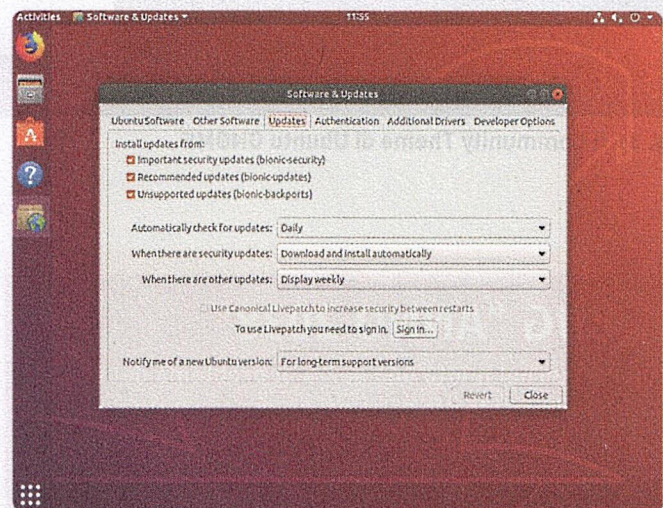 Activities Software & Updates 11:55
Software & Updates
Ubuntu Software Other Software Updates Authentication Additional Drivers Developer Options
Install updates from:
Important security updates (bionic-security)
Recommended updates (bionic-updates)
Unsupported updates (bionic-backports)
Automatically check for updates: Daily
When there are security updates: Download and install automatically
When there are other updates: Display weekly
Use Canonical Livepatch to increase security between restarts
To use Livepatch you need to sign in. Sign in...
Notify me of a new Ubuntu version: For long-term support versions
Revert Close